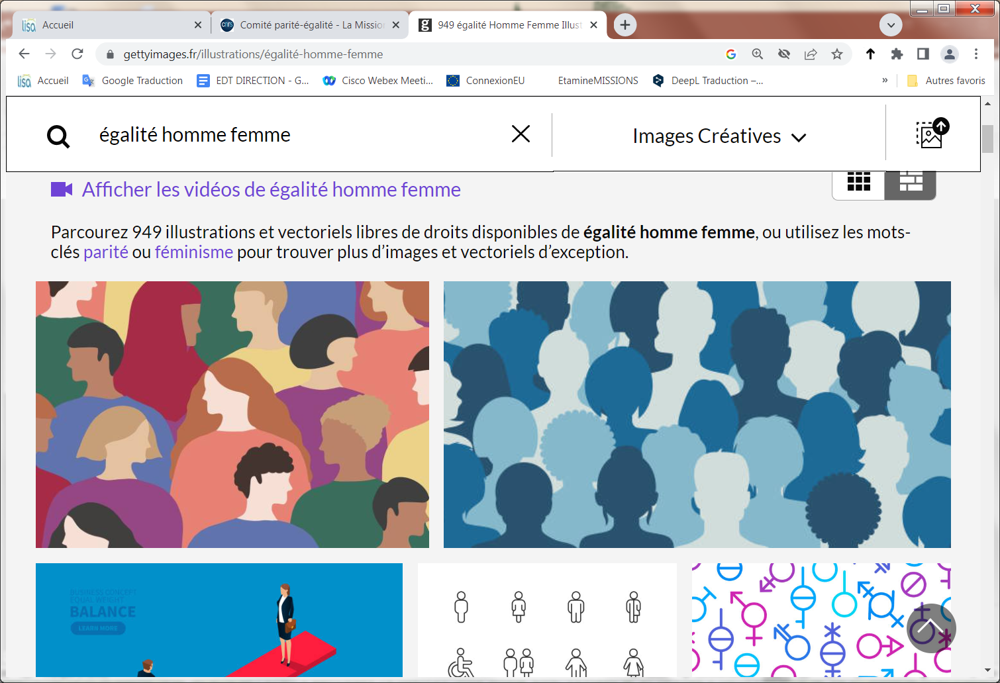 lisa Accueil
cnrs Comité parité-égalité - La Missio
949 égalité Homme Femme Illust
gettyimages.fr/illustrations/égalité-homme-femme
lisa Accueil Google Traduction EDT DIRECTION - G... Cisco Webex Meeti... ConnexionEU EtamineMISSIONS DeepL Traduction –... » Autres favoris
égalité homme femme
Images Créatives
Afficher les vidéos de égalité homme femme
Parcourez 949 illustrations et vectoriels libres de droits disponibles de égalité homme femme, ou utilisez les mots-
clés parité ou féminisme pour trouver plus d’images et vectoriels d’exception.
BUSINESS CONCEPT
EQUAL WEIGHT
BALANCE
LEARN MORE